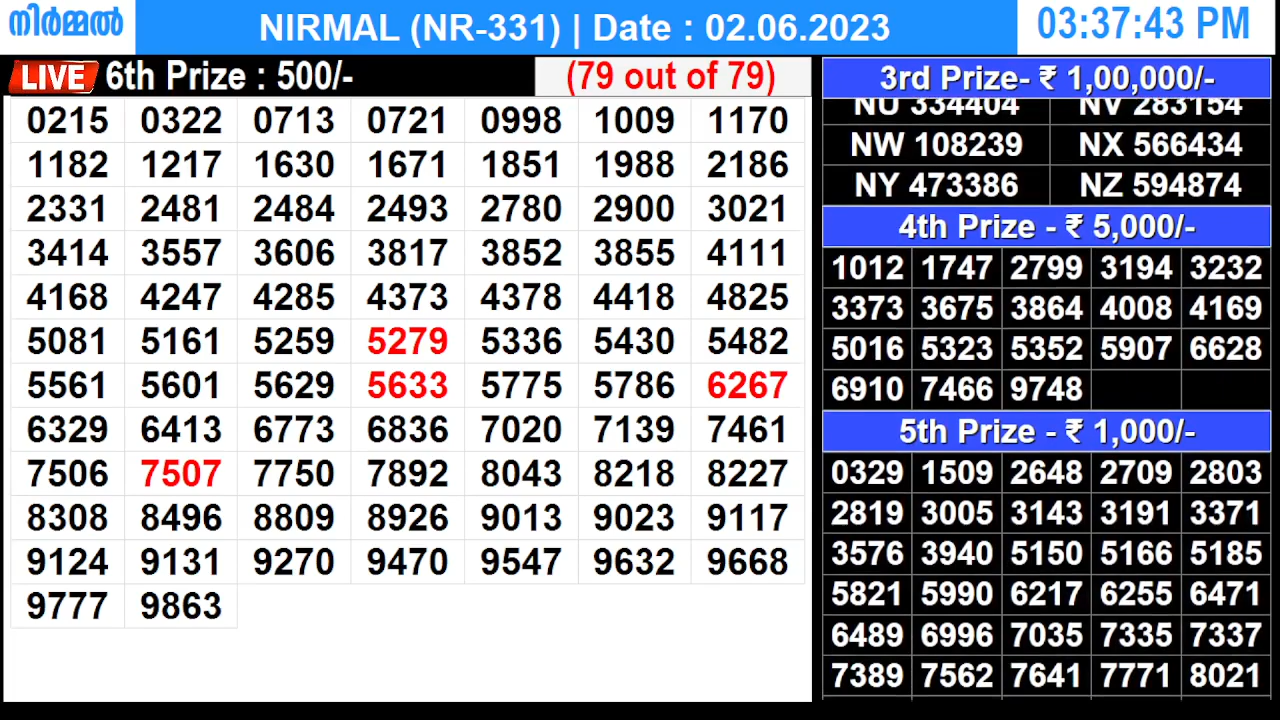 നിർമ്മൽ
NIRMAL (NR-331) | Date : 02.06.2023
03:37:43 PM
LIVE 6th Prize : 500/-
(79 out of 79)
0215 0322 0713 0721 0998 1009 1170
1182 1217 1630 1671 1851 1988 2186
2331 2481 2484 2493 2780 2900 3021
3414 3557 3606 3817 3852 3855 4111
4168 4247 4285 4373 4378 4418 4825
5081 5161 5259 5279 5336 5430 5482
5561 5601 5629 5633 5775 5786 6267
6329 6413 6773 6836 7020 7139 7461
7506 7507 7750 7892 8043 8218 8227
8308 8496 8809 8926 9013 9023 9117
9124 9131 9270 9470 9547 9632 9668
9777 9863
3rd Prize- ₹ 1,00,000/-
NU 334404 NV 283154
NW 108239 NX 566434
NY 473386 NZ 594874
4th Prize - ₹ 5,000/-
1012 1747 2799 3194 3232
3373 3675 3864 4008 4169
5016 5323 5352 5907 6628
6910 7466 9748
5th Prize - ₹ 1,000/-
0329 1509 2648 2709 2803
2819 3005 3143 3191 3371
3576 3940 5150 5166 5185
5821 5990 6217 6255 6471
6489 6996 7035 7335 7337
7389 7562 7641 7771 8021